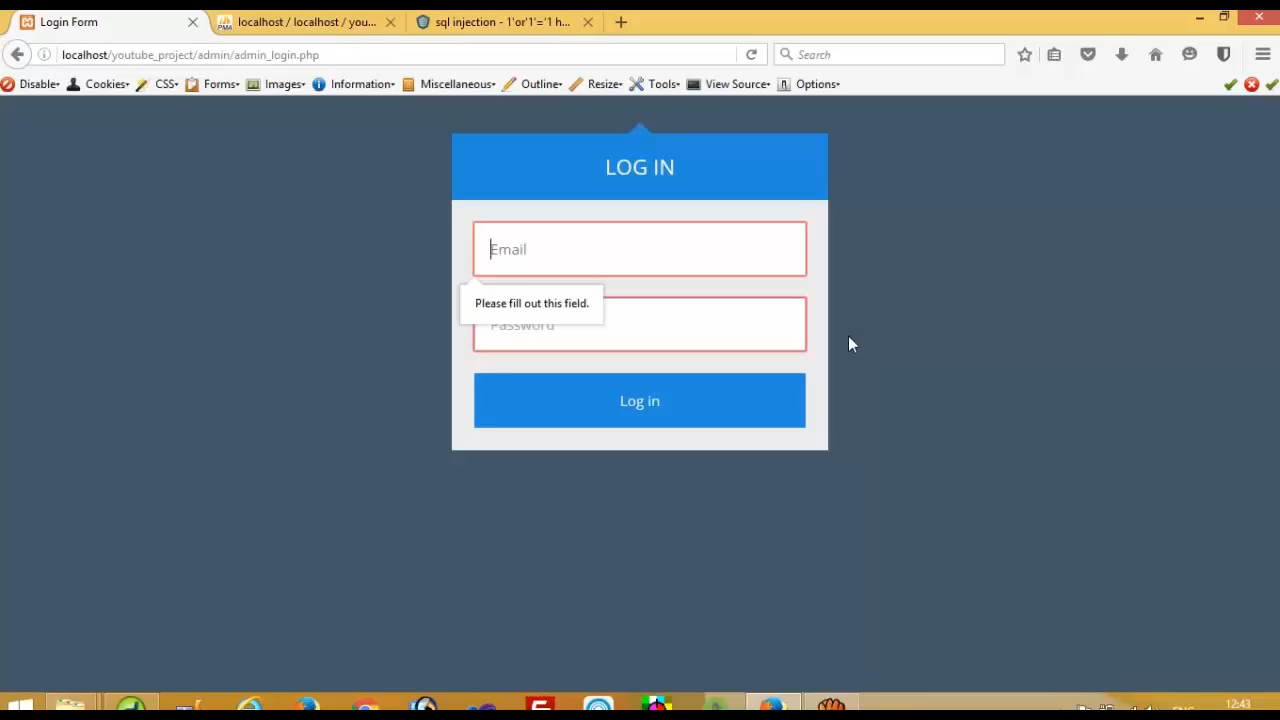 Login Form
localhost / localhost / you...
sql injection - 1'or'1'='1 h...
localhost/youtube_project/admin/admin_login.php
Search
Disable
Cookies
CSS
Forms
Images
Information
Miscellaneous
Outline
Resize
Tools
View Source
Options
LOG IN
Email
Please fill out this field.
Password
Log in
12:43